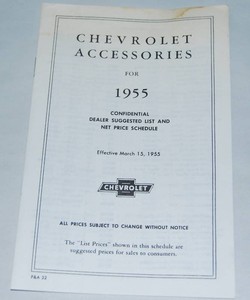 CHEVROLET
ACCESSORIES
FOR
1955
CONFIDENTIAL
DEALER SUGGESTED LIST AND
NET PRICE SCHEDULE
Effective March 15, 1955
CHEVROLET
ALL PRICES SUBJECT TO CHANGE WITHOUT NOTICE
The "List Prices" shown in this schedule are
suggested prices for sales to consumers.
P&A 22